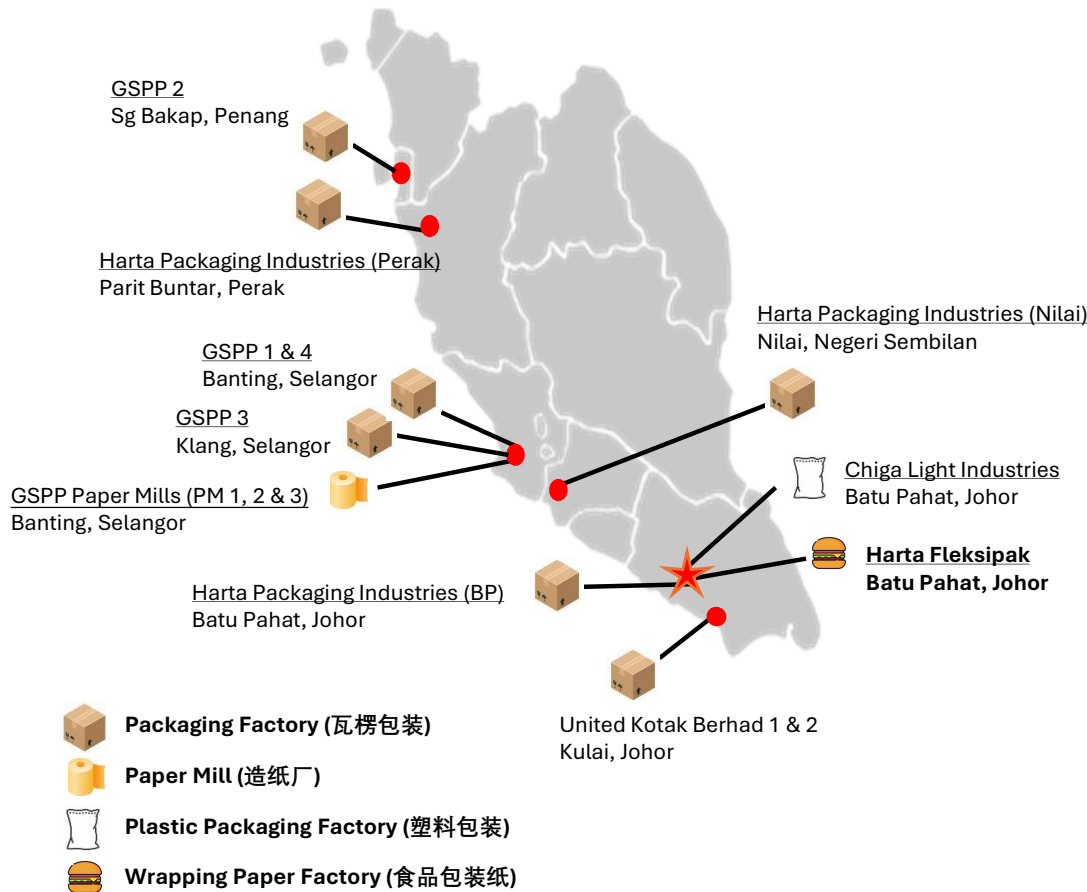 GSPP 2
Sg Bakap, Penang
Harta Packaging Industries (Perak)
Parit Buntar, Perak
Harta Packaging Industries (Nilai)
Nilai, Negeri Sembilan
GSPP 1 & 4
Banting, Selangor
GSPP 3
Klang, Selangor
GSPP Paper Mills (PM 1, 2 & 3)
Banting, Selangor
Chiga Light Industries
Batu Pahat, Johor
Harta Fleksipak
Batu Pahat, Johor
Harta Packaging Industries (BP)
Batu Pahat, Johor
United Kotak Berhad 1 & 2
Kulai, Johor
Packaging Factory (瓦楞包装)
Paper Mill (造纸厂)
Plastic Packaging Factory (塑料包装)
Wrapping Paper Factory (食品包装纸)